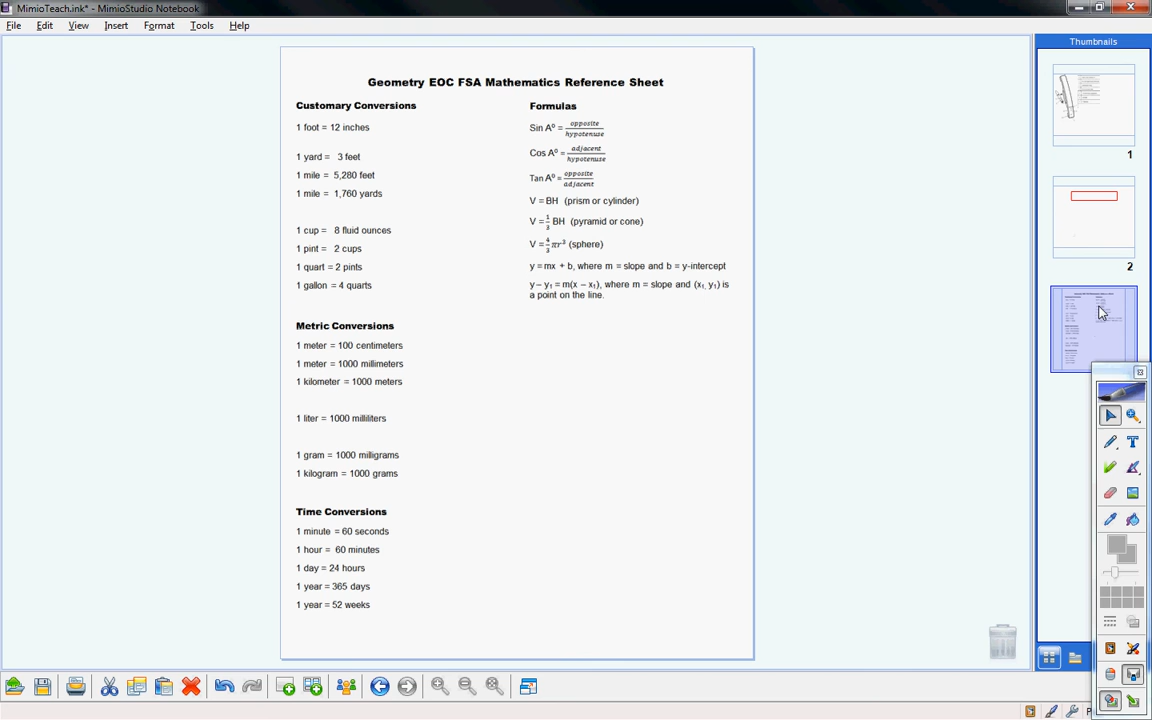 MimioTeach.ink* - MimioStudio Notebook
File Edit View Insert Format Tools Help
Thumbnails
Geometry EOC FSA Mathematics Reference Sheet
Customary Conversions
1 foot = 12 inches
1 yard = 3 feet
1 mile = 5,280 feet
1 mile = 1,760 yards
1 cup = 8 fluid ounces
1 pint = 2 cups
1 quart = 2 pints
1 gallon = 4 quarts
Metric Conversions
1 meter = 100 centimeters
1 meter = 1000 millimeters
1 kilometer = 1000 meters
1 liter = 1000 milliliters
1 gram = 1000 milligrams
1 kilogram = 1000 grams
Time Conversions
1 minute = 60 seconds
1 hour = 60 minutes
1 day = 24 hours
1 year = 365 days
1 year = 52 weeks
Formulas
Sin A⁰ = opposite/hypotenuse
Cos A⁰ = adjacent/hypotenuse
Tan A⁰ = opposite/adjacent
V = BH (prism or cylinder)
V = 1/3 BH (pyramid or cone)
V = 4/3 πr³ (sphere)
y = mx + b, where m = slope and b = y-intercept
y – y₁ = m(x – x₁), where m = slope and (x₁, y₁) is
a point on the line.
1
2